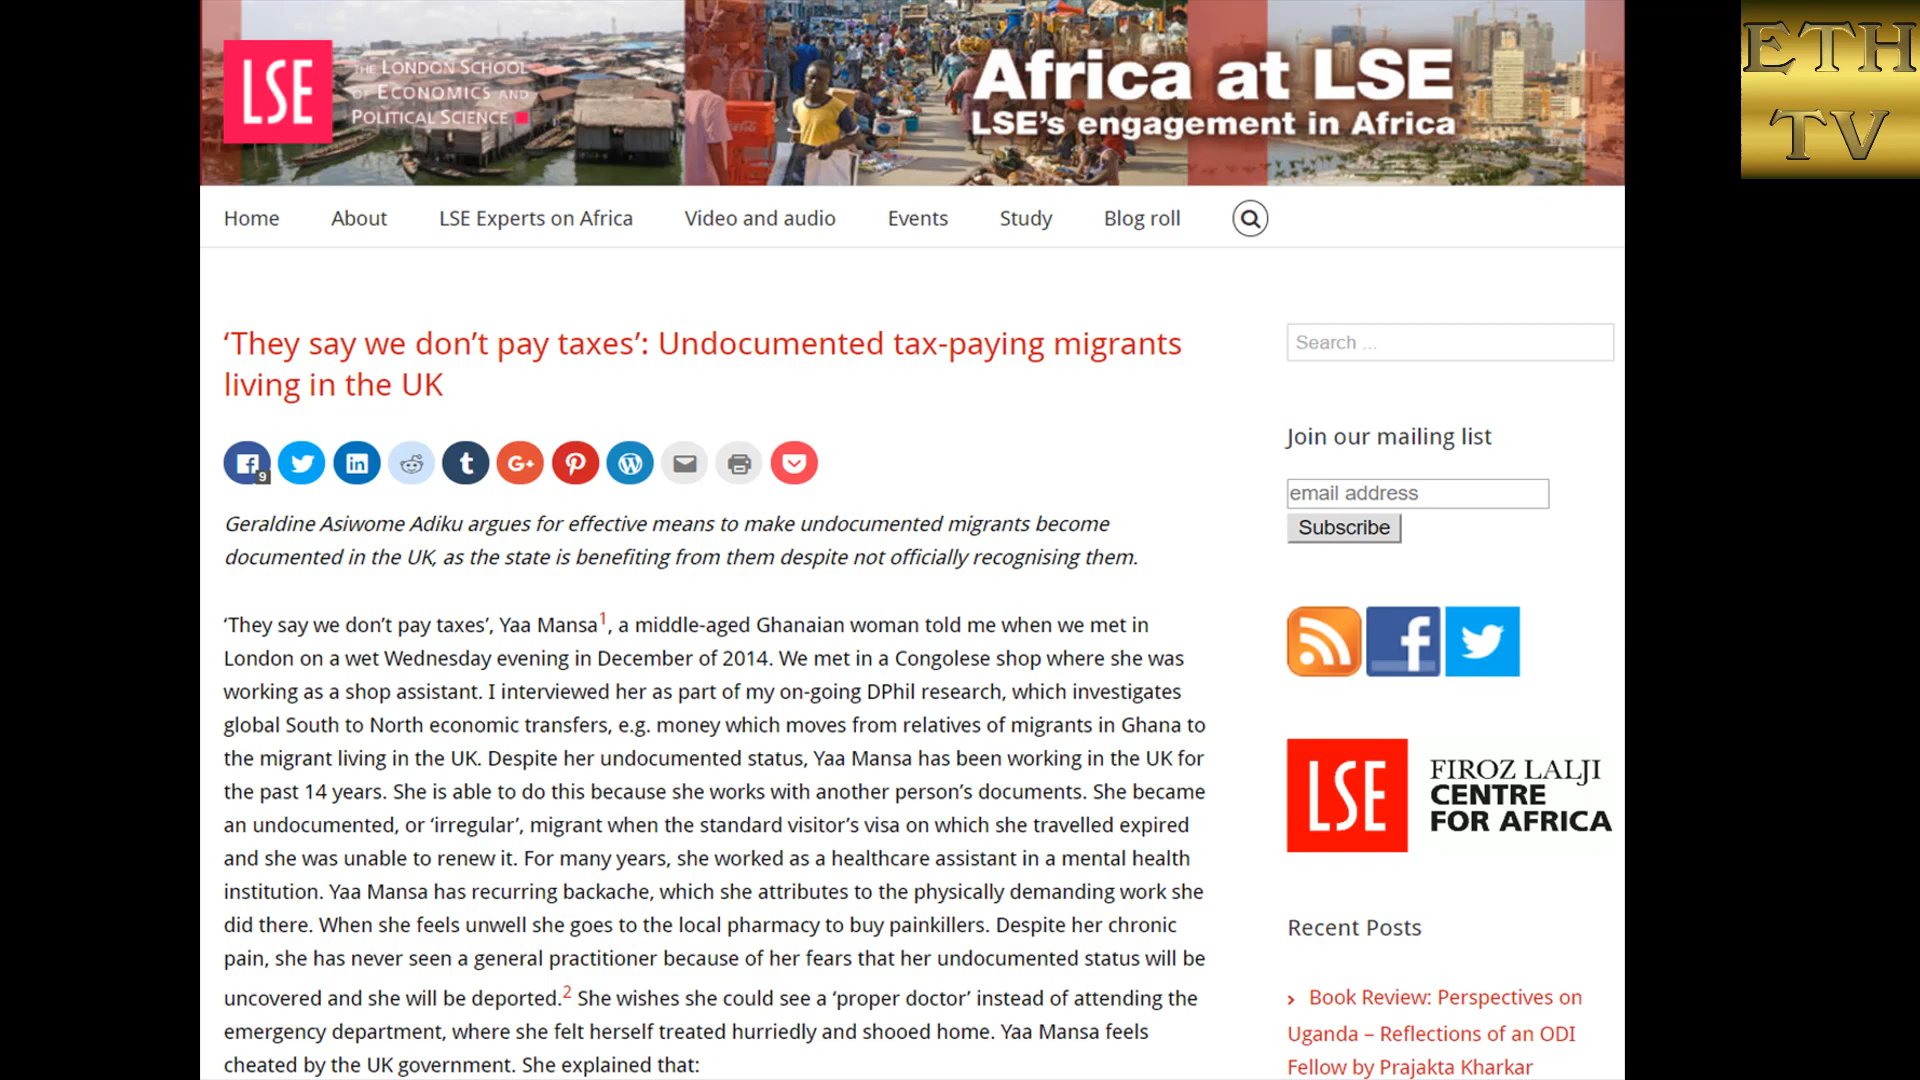 LSE
THE LONDON SCHOOL
OF ECONOMICS AND
POLITICAL SCIENCE
Africa at LSE
LSE's engagement in Africa
ETH
TV
Home About LSE Experts on Africa Video and audio Events Study Blog roll
‘They say we don’t pay taxes’: Undocumented tax-paying migrants
living in the UK
9
Geraldine Asiwome Adiku argues for effective means to make undocumented migrants become
documented in the UK, as the state is benefiting from them despite not officially recognising them.
‘They say we don’t pay taxes’, Yaa Mansa1, a middle-aged Ghanaian woman told me when we met in
London on a wet Wednesday evening in December of 2014. We met in a Congolese shop where she was
working as a shop assistant. I interviewed her as part of my on-going DPhil research, which investigates
global South to North economic transfers, e.g. money which moves from relatives of migrants in Ghana to
the migrant living in the UK. Despite her undocumented status, Yaa Mansa has been working in the UK for
the past 14 years. She is able to do this because she works with another person’s documents. She became
an undocumented, or ‘irregular’, migrant when the standard visitor’s visa on which she travelled expired
and she was unable to renew it. For many years, she worked as a healthcare assistant in a mental health
institution. Yaa Mansa has recurring backache, which she attributes to the physically demanding work she
did there. When she feels unwell she goes to the local pharmacy to buy painkillers. Despite her chronic
pain, she has never seen a general practitioner because of her fears that her undocumented status will be
uncovered and she will be deported.2 She wishes she could see a ‘proper doctor’ instead of attending the
emergency department, where she felt herself treated hurriedly and shooed home. Yaa Mansa feels
cheated by the UK government. She explained that:
Search ...
Join our mailing list
email address
Subscribe
LSE
FIROZ LALJI
CENTRE
FOR AFRICA
Recent Posts
Book Review: Perspectives on
Uganda – Reflections of an ODI
Fellow by Prajakta Kharkar